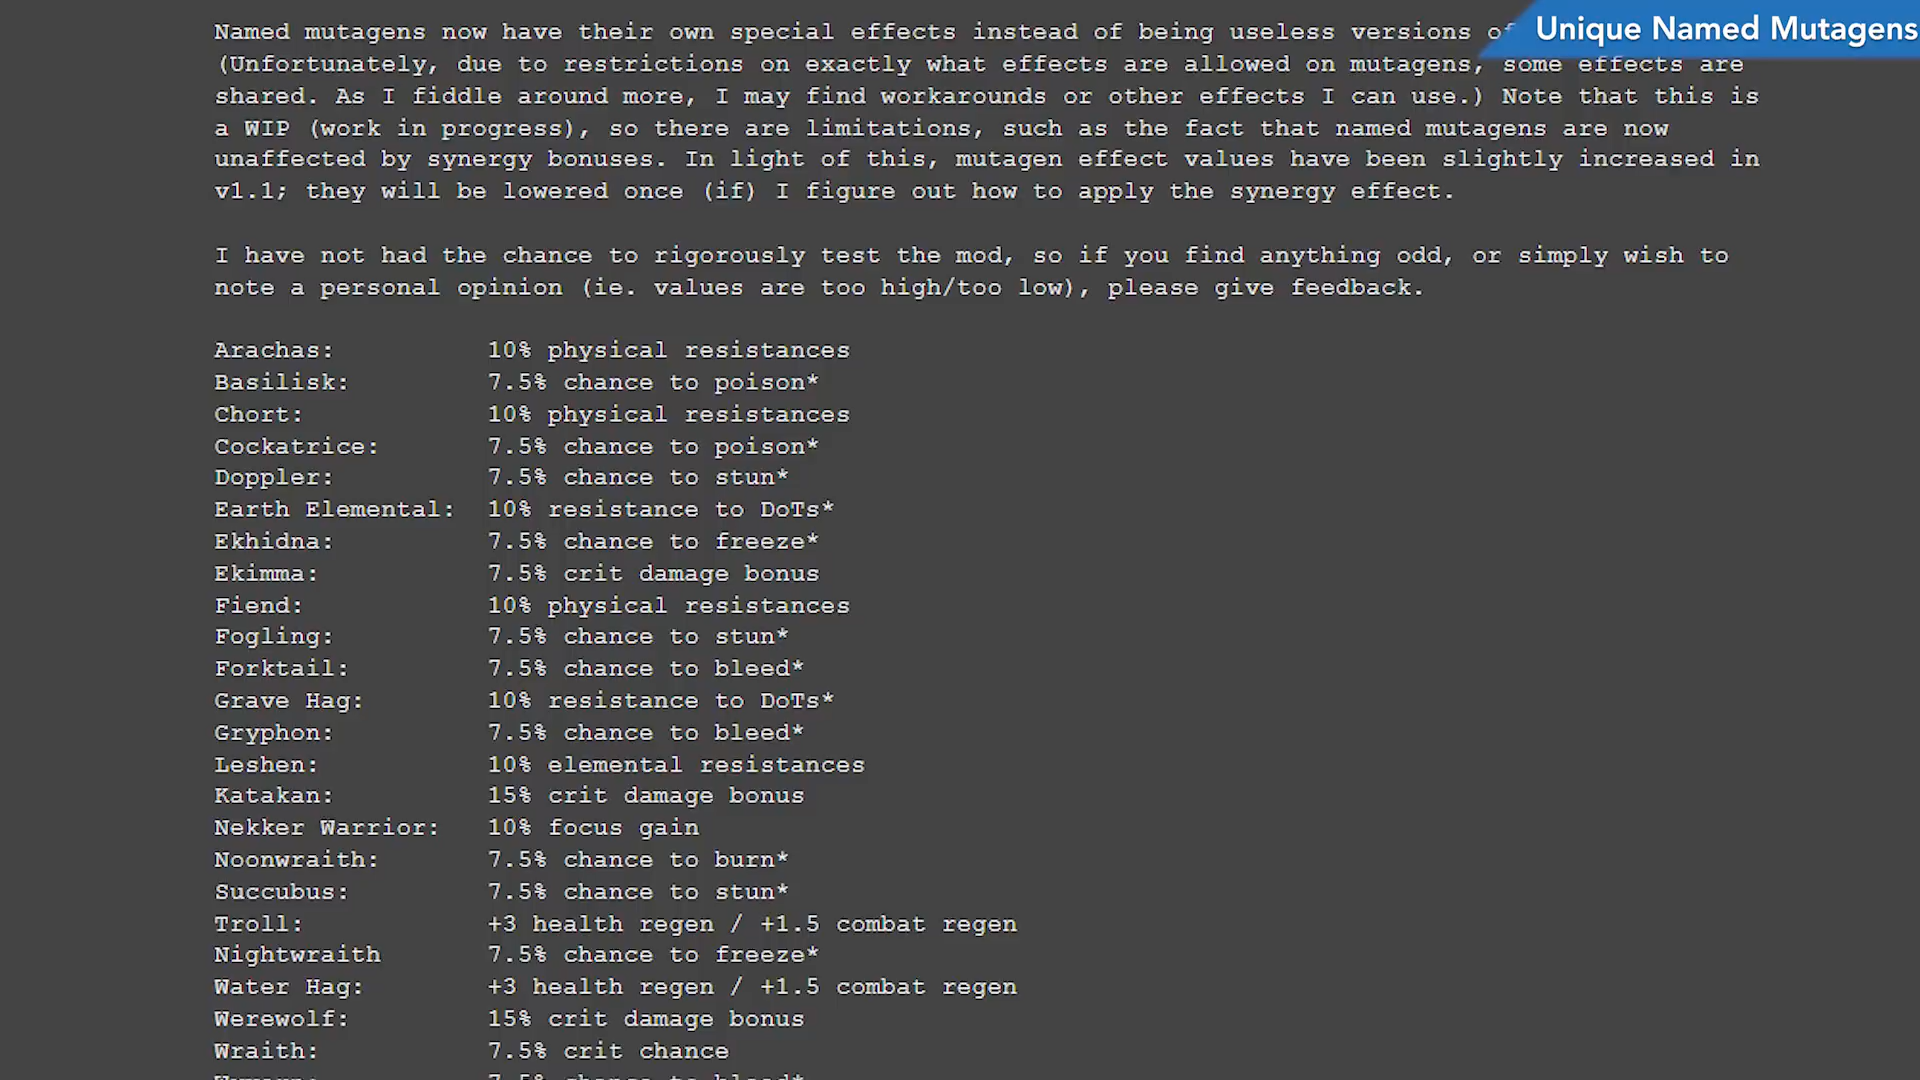 Unique Named Mutagens
Named mutagens now have their own special effects instead of being useless versions
(Unfortunately, due to restrictions on exactly what effects are allowed on mutagens, some effects are
shared. As I fiddle around more, I may find workarounds or other effects I can use.) Note that this is
a WIP (work in progress), so there are limitations, such as the fact that named mutagens are now
unaffected by synergy bonuses. In light of this, mutagen effect values have been slightly increased in
v1.1; they will be lowered once (if) I figure out how to apply the synergy effect.
I have not had the chance to rigorously test the mod, so if you find anything odd, or simply wish to
note a personal opinion (ie. values are too high/too low), please give feedback.
Arachas: 10% physical resistances
Basilisk: 7.5% chance to poison*
Chort: 10% physical resistances
Cockatrice: 7.5% chance to poison*
Doppler: 7.5% chance to stun*
Earth Elemental: 10% resistance to DoTs*
Ekhidna: 7.5% chance to freeze*
Ekimma: 7.5% crit damage bonus
Fiend: 10% physical resistances
Fogling: 7.5% chance to stun*
Forktail: 7.5% chance to bleed*
Grave Hag: 10% resistance to DoTs*
Gryphon: 7.5% chance to bleed*
Leshen: 10% elemental resistances
Katakan: 15% crit damage bonus
Nekker Warrior: 10% focus gain
Noonwraith: 7.5% chance to burn*
Succubus: 7.5% chance to stun*
Troll: +3 health regen / +1.5 combat regen
Nightwraith 7.5% chance to freeze*
Water Hag: +3 health regen / +1.5 combat regen
Werewolf: 15% crit damage bonus
Wraith: 7.5% crit chance